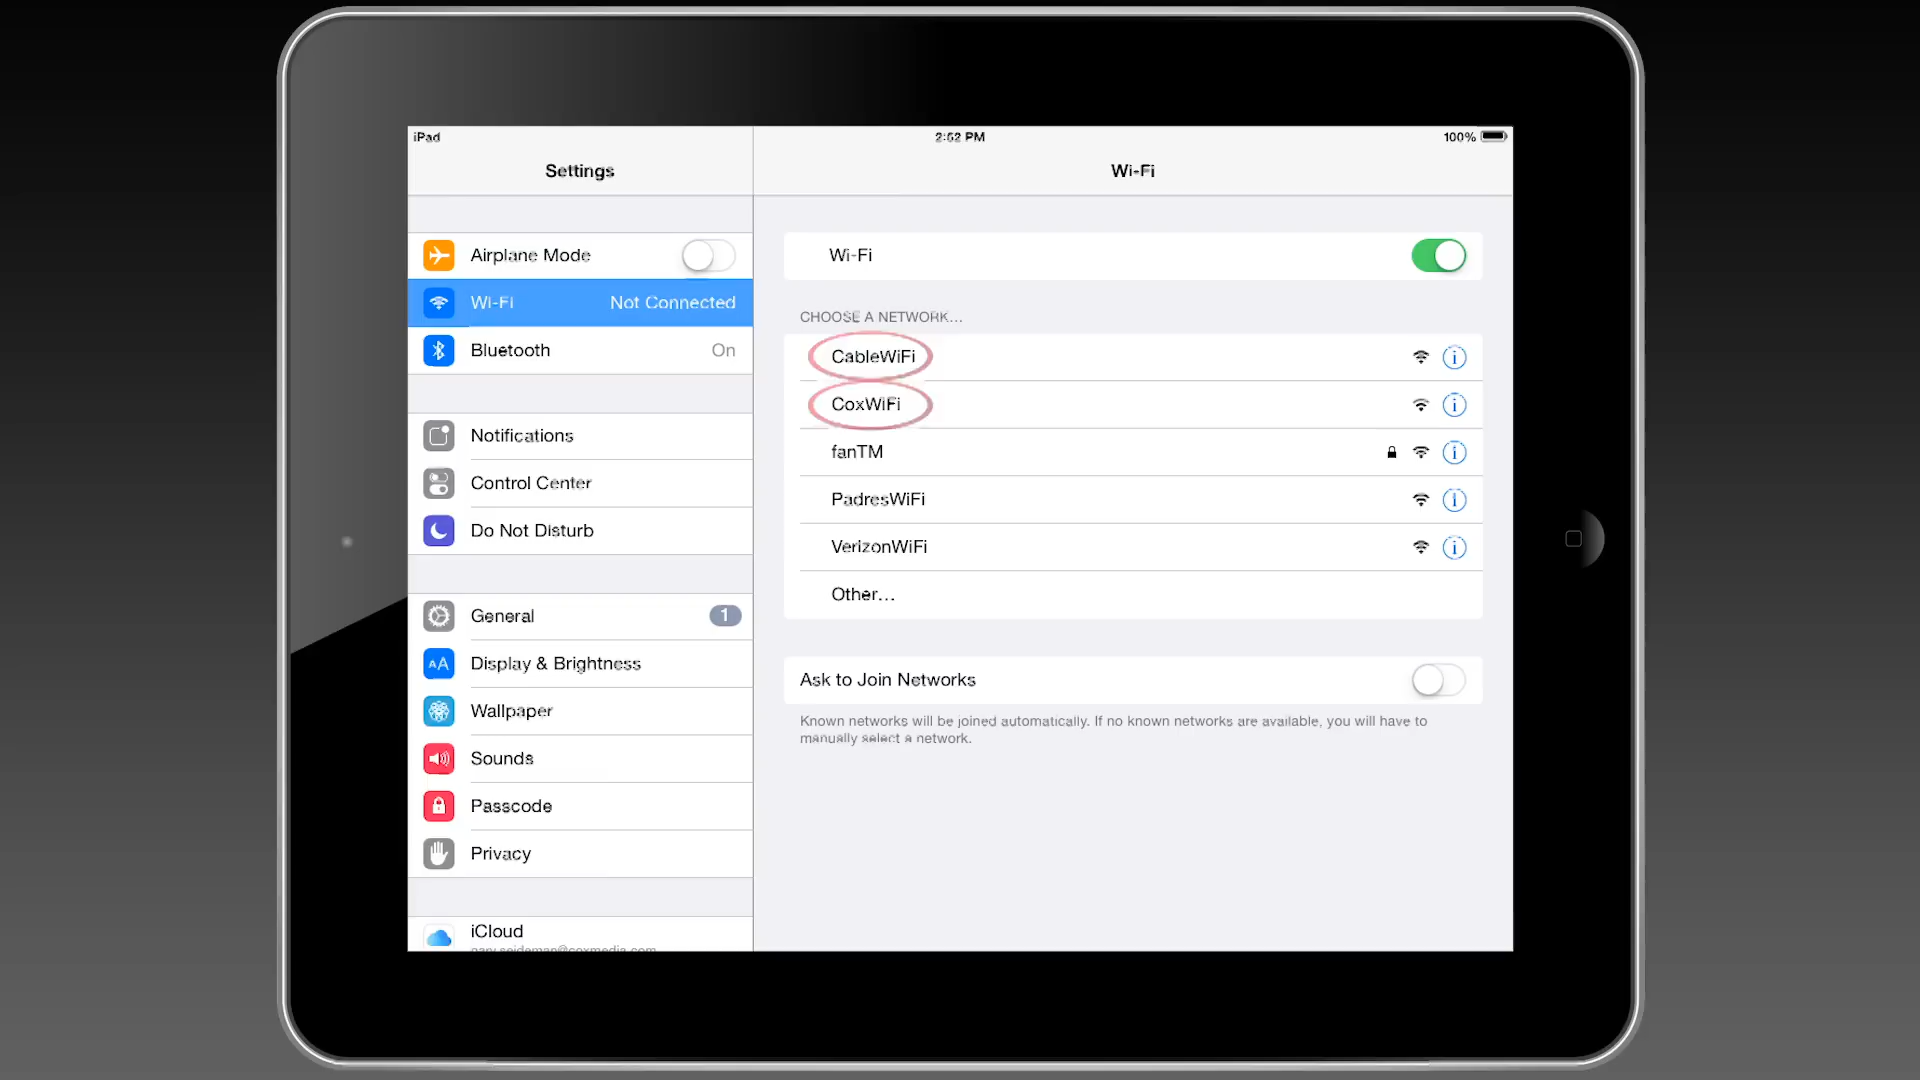 iPad
2:52 PM
100%
Settings
Wi-Fi
Airplane Mode
Wi-Fi Not Connected
Bluetooth On
Notifications
Control Center
Do Not Disturb
General 1
AA Display & Brightness
Wallpaper
Sounds
Passcode
Privacy
iCloud
Wi-Fi
CHOOSE A NETWORK...
CableWiFi
CoxWiFi
fanTM
PadresWiFi
VerizonWiFi
Other...
Ask to Join Networks
Known networks will be joined automatically. If no known networks are available, you will have to
manually select a network.